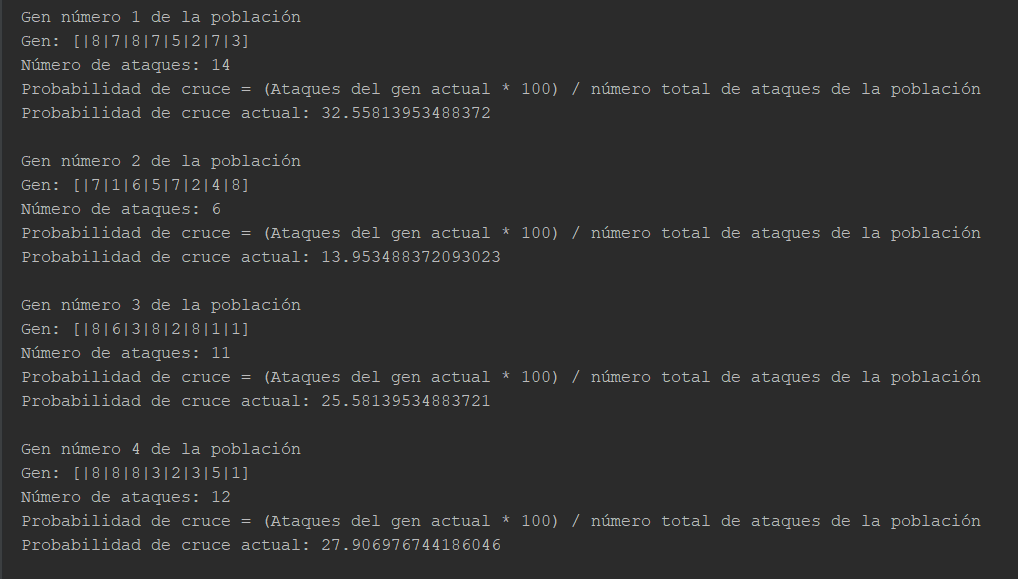 Gen número 1 de la población
Gen: [|8|7|8|7|5|2|7|3]
Número de ataques: 14
Probabilidad de cruce = (Ataques del gen actual * 100) / número total de ataques de la población
Probabilidad de cruce actual: 32.55813953488372
Gen número 2 de la población
Gen: [|7|1|6|5|7|2|4|8]
Número de ataques: 6
Probabilidad de cruce = (Ataques del gen actual * 100) / número total de ataques de la población
Probabilidad de cruce actual: 13.953488372093023
Gen número 3 de la población
Gen: [|8|6|3|8|2|8|1|1]
Número de ataques: 11
Probabilidad de cruce = (Ataques del gen actual * 100) / número total de ataques de la población
Probabilidad de cruce actual: 25.58139534883721
Gen número 4 de la población
Gen: [|8|8|8|3|2|3|5|1]
Número de ataques: 12
Probabilidad de cruce = (Ataques del gen actual * 100) / número total de ataques de la población
Probabilidad de cruce actual: 27.906976744186046